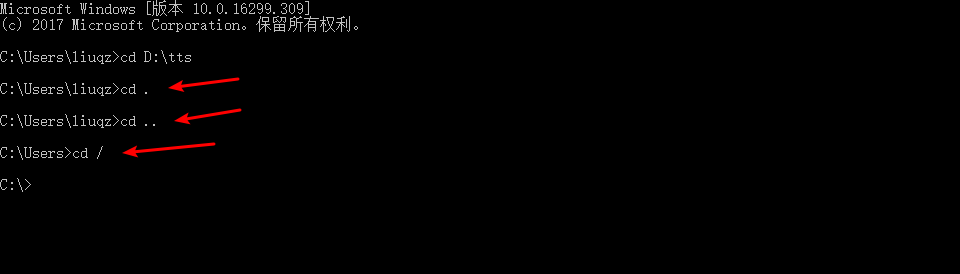 Microsoft Windows [版本 10.0.16299.309]
(c) 2017 Microsoft Corporation。保留所有权利。
C:\Users\liuqz>cd D:\tts
C:\Users\liuqz>cd .
C:\Users\liuqz>cd ..
C:\Users>cd /
C:\>